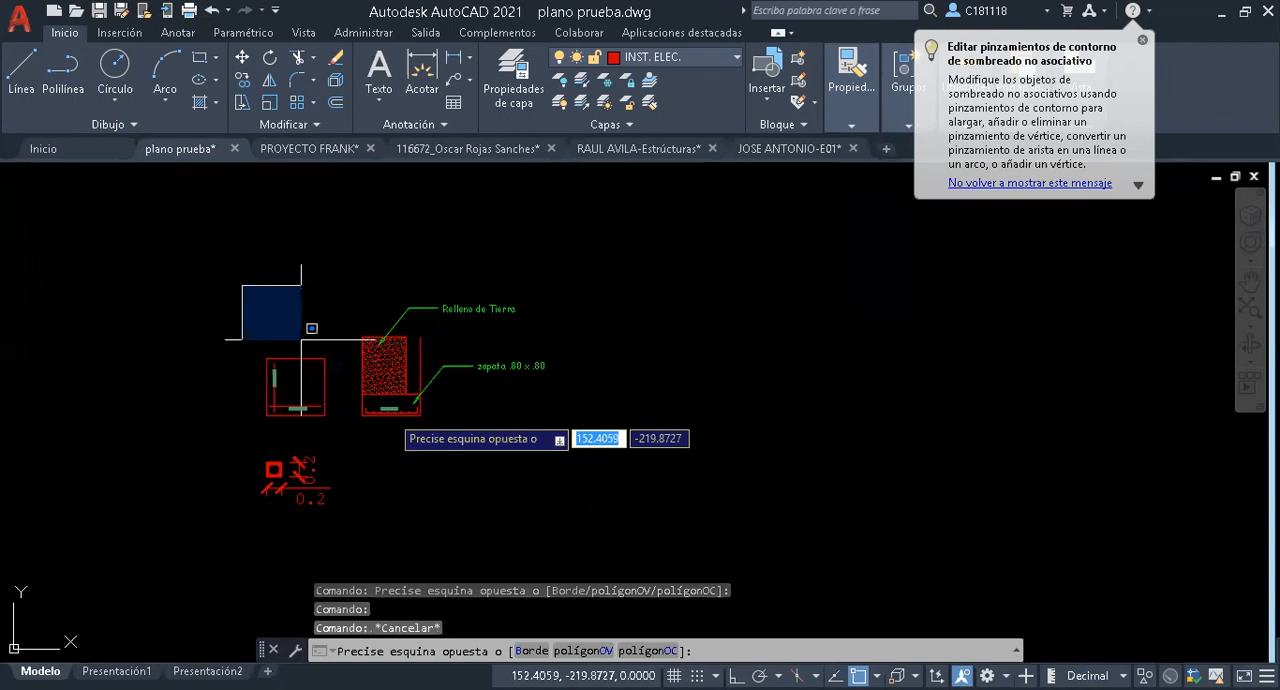 Autodesk AutoCAD 2021 plano prueba.dwg
Escriba palabra clave o frase
C181118
Inicio Inserción Anotar Paramétrico Vista Administrar Salida Complementos Colaborar Aplicaciones destacadas
INST. ELEC.
Línea Polilínea Círculo Arco
Texto Acotar
Propiedades de capa
Insertar
Propied...
Grupos
Dibujo Modificar Anotación Capas Bloque
Inicio plano prueba* PROYECTO FRANK* 116672_Oscar Rojas Sanches* RAUL AVILA-Estrúcturas* JOSE ANTONIO-E01*
Editar pinzamientos de contorno
de sombreado no asociativo
Modifique los objetos de
sombreado no asociativos usando
pinzamientos de contorno para
alargar, añadir o eliminar un
pinzamiento de vértice, convertir un
pinzamiento de arista en una línea o
un arco, o añadir un vértice.
No volver a mostrar este mensaje
Relleno de Tierra
zapata .80 x .80
Precise esquina opuesta o 152.4059 -219.8727
0.2
0.2
Comando: Precise esquina opuesta o [Borde/polígonOV/polígonOC]:
Comando:
Comando: *Cancelar*
Precise esquina opuesta o [Borde polígonOV polígonOC]:
Y
X
Modelo Presentación1 Presentación2
152.4059, -219.8727, 0.0000
Decimal